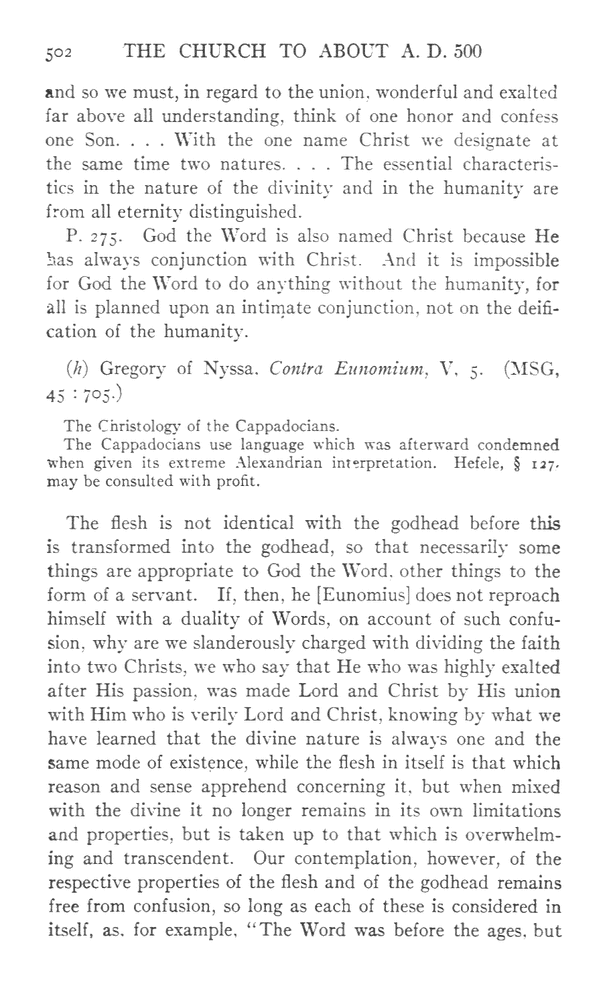 502 THE CHURCH TO ABOUT A. D. 500
and so we must, in regard to the union, wonderful and exalted
far above all understanding, think of one honor and confess
one Son. . . . With the one name Christ we designate at
the same time two natures. . . . The essential characteris-
tics in the nature of the divinity and in the humanity are
from all eternity distinguished.
P. 275. God the Word is also named Christ because He
has always conjunction with Christ. And it is impossible
for God the Word to do anything without the humanity, for
all is planned upon an intimate conjunction, not on the deifi-
cation of the humanity.
(h) Gregory of Nyssa, Contra Eunomium, V, 5. (MSG,
45 : 705.)
The Christology of the Cappadocians.
The Cappadocians use language which was afterward condemned
when given its extreme Alexandrian interpretation. Hefele, § 127,
may be consulted with profit.
The flesh is not identical with the godhead before this
is transformed into the godhead, so that necessarily some
things are appropriate to God the Word, other things to the
form of a servant. If, then, he [Eunomius] does not reproach
himself with a duality of Words, on account of such confu-
sion, why are we slanderously charged with dividing the faith
into two Christs, we who say that He who was highly exalted
after His passion, was made Lord and Christ by His union
with Him who is verily Lord and Christ, knowing by what we
have learned that the divine nature is always one and the
same mode of existence, while the flesh in itself is that which
reason and sense apprehend concerning it, but when mixed
with the divine it no longer remains in its own limitations
and properties, but is taken up to that which is overwhelm-
ing and transcendent. Our contemplation, however, of the
respective properties of the flesh and of the godhead remains
free from confusion, so long as each of these is considered in
itself, as, for example, "The Word was before the ages, but